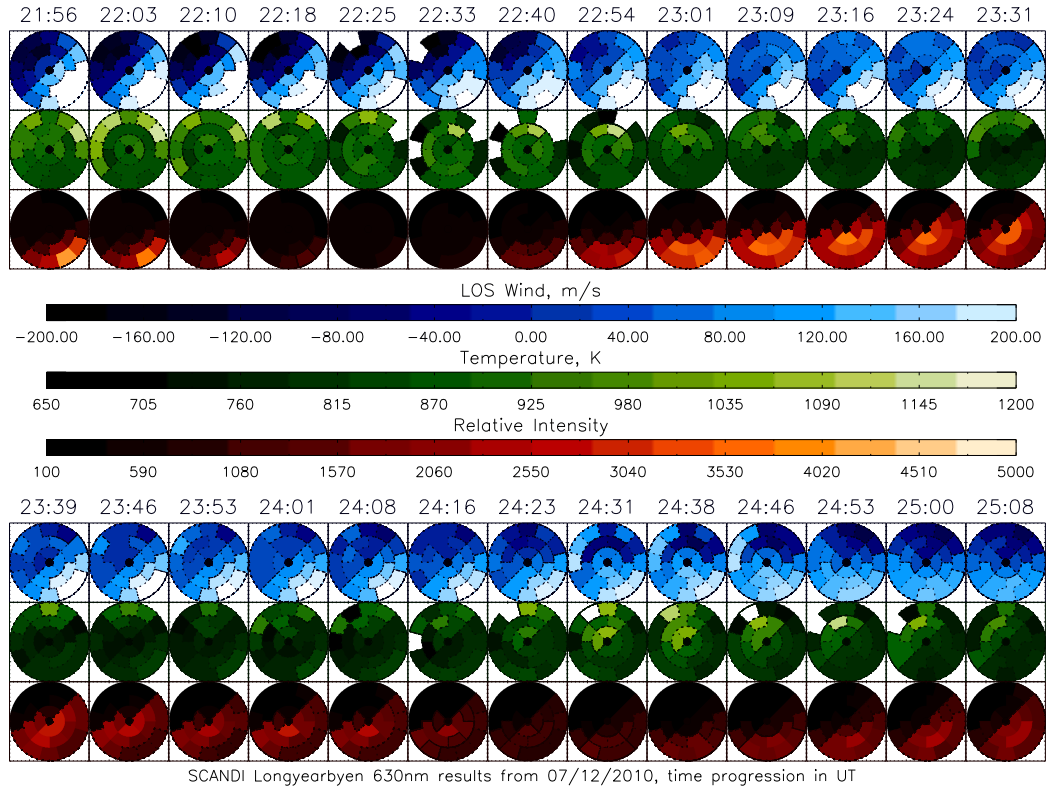 21:56 22:03 22:10 22:18 22:25 22:33 22:40 22:54 23:01 23:09 23:16 23:24 23:31
LOS Wind, m/s
−200.00 −160.00 −120.00 −80.00 −40.00 0.00 40.00 80.00 120.00 160.00 200.00
Temperature, K
650 705 760 815 870 925 980 1035 1090 1145 1200
Relative Intensity
100 590 1080 1570 2060 2550 3040 3530 4020 4510 5000
23:39 23:46 23:53 24:01 24:08 24:16 24:23 24:31 24:38 24:46 24:53 25:00 25:08
SCANDI Longyearbyen 630nm results from 07/12/2010, time progression in UT